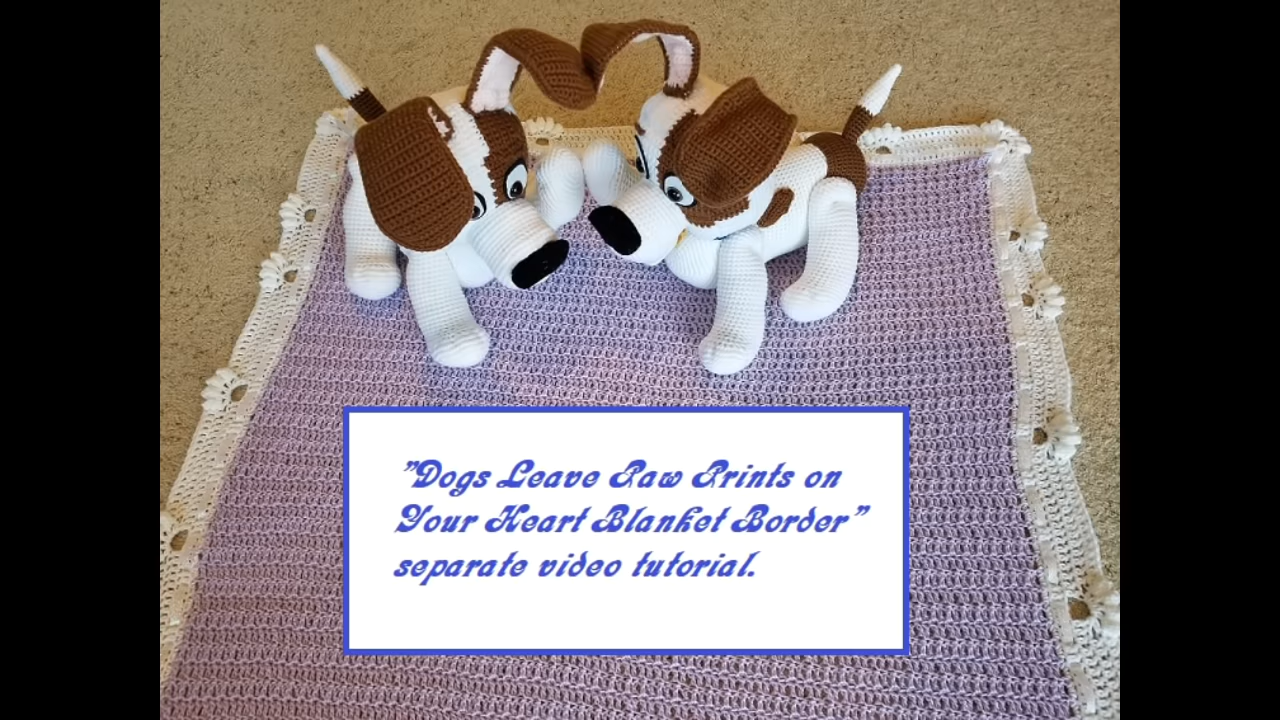 "Dogs Leave Paw Prints on
Your Heart Blanket Border"
separate video tutorial.